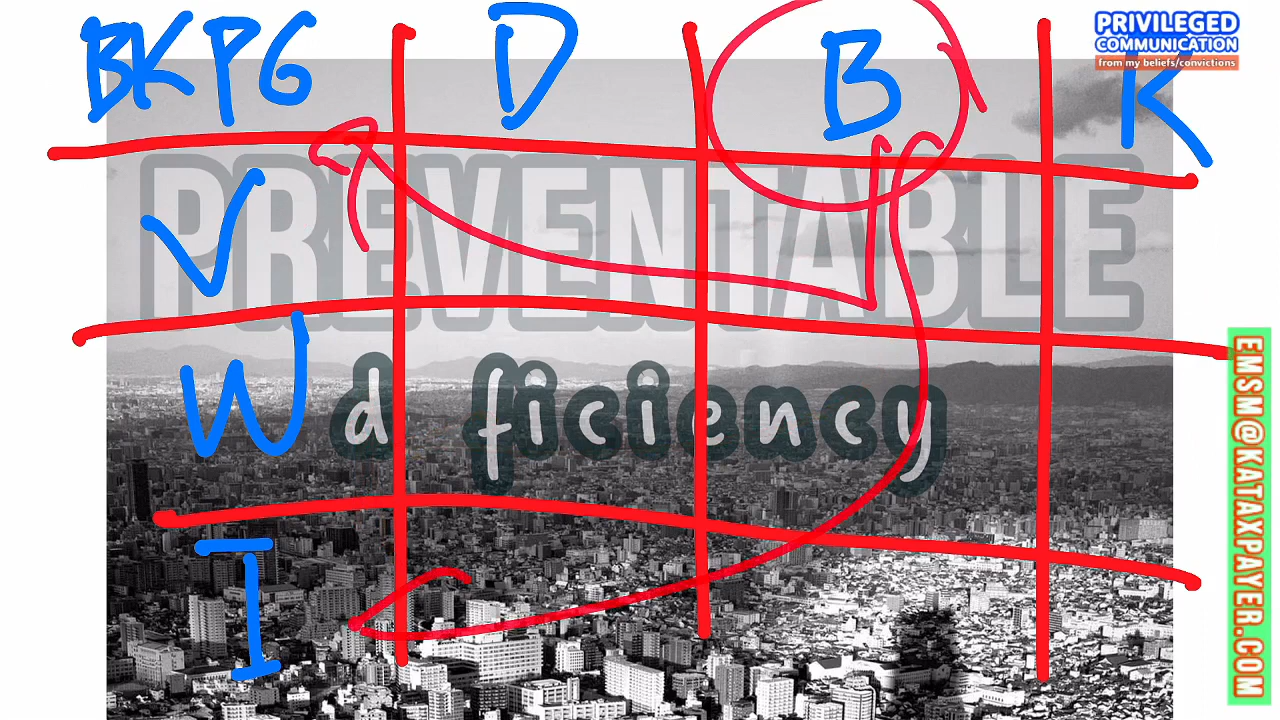 BKPG D B K
PRIVILEGED
COMMUNICATION
from my beliefs/convictions
V
PREVENTABLE
W
d ficiency
I
EMSM@KATAXPAYER.COM